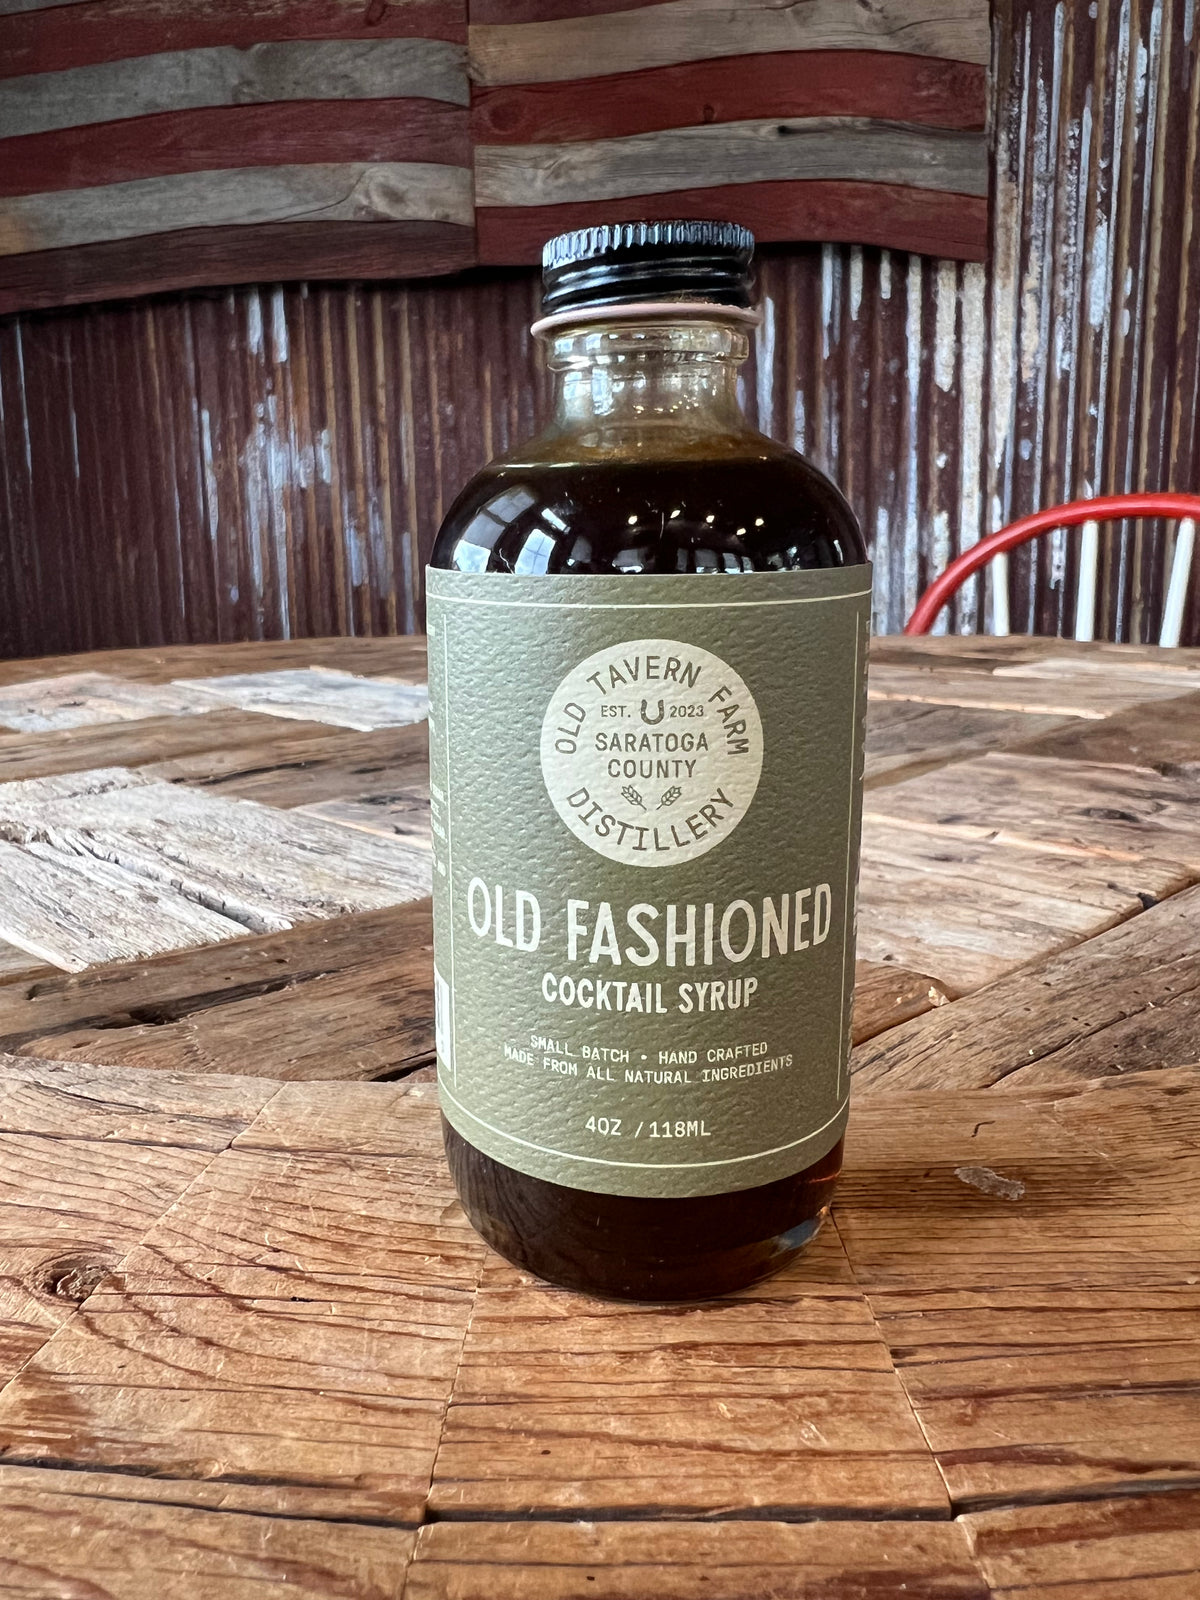 OLD TAVERN FARM
EST. 2023
SARATOGA
COUNTY
DISTILLERY
OLD FASHIONED
COCKTAIL SYRUP
SMALL BATCH • HAND CRAFTED
MADE FROM ALL NATURAL INGREDIENTS
4OZ / 118ML